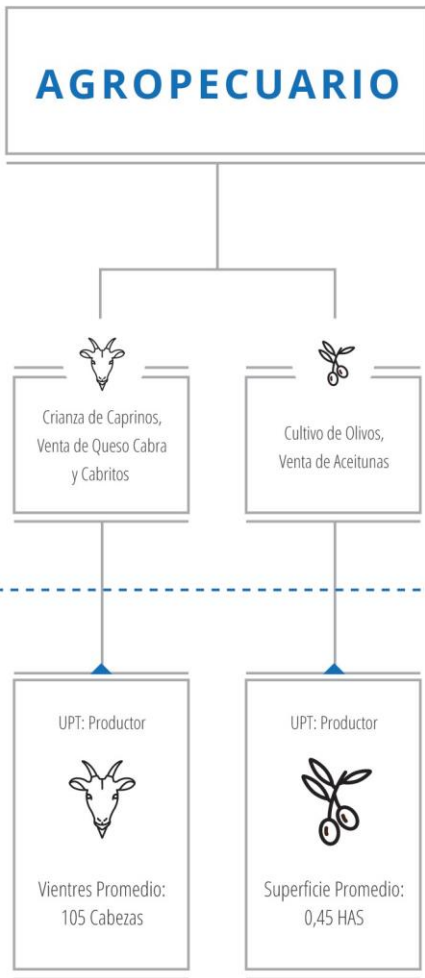 AGROPECUARIO
Crianza de Caprinos,
Venta de Queso Cabra
y Cabritos
Cultivo de Olivos,
Venta de Aceitunas
UPT: Productor
Vientres Promedio:
105 Cabezas
UPT: Productor
Superficie Promedio:
0,45 HAS